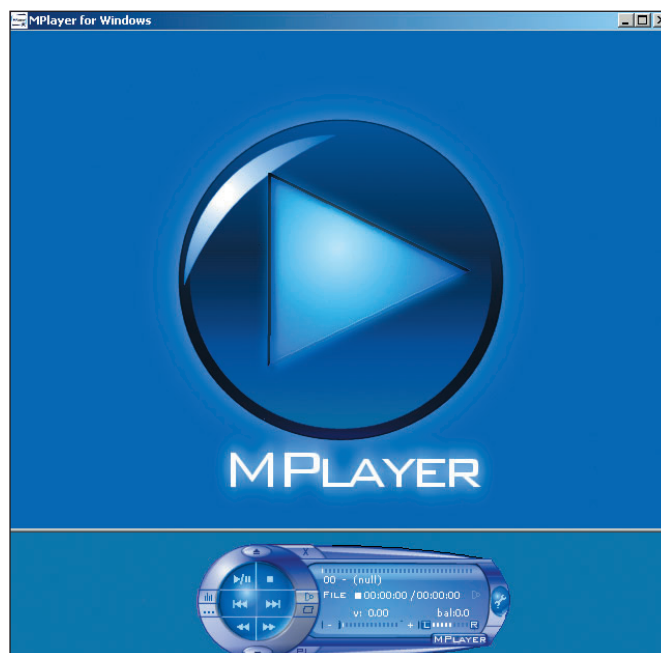 MPlayer for Windows
MPLAYER
X
00 - (null)
FILE 00:00:00 / 00:00:00
v: 0.00 bal:0.0
- + L R
PL
MPLAYER